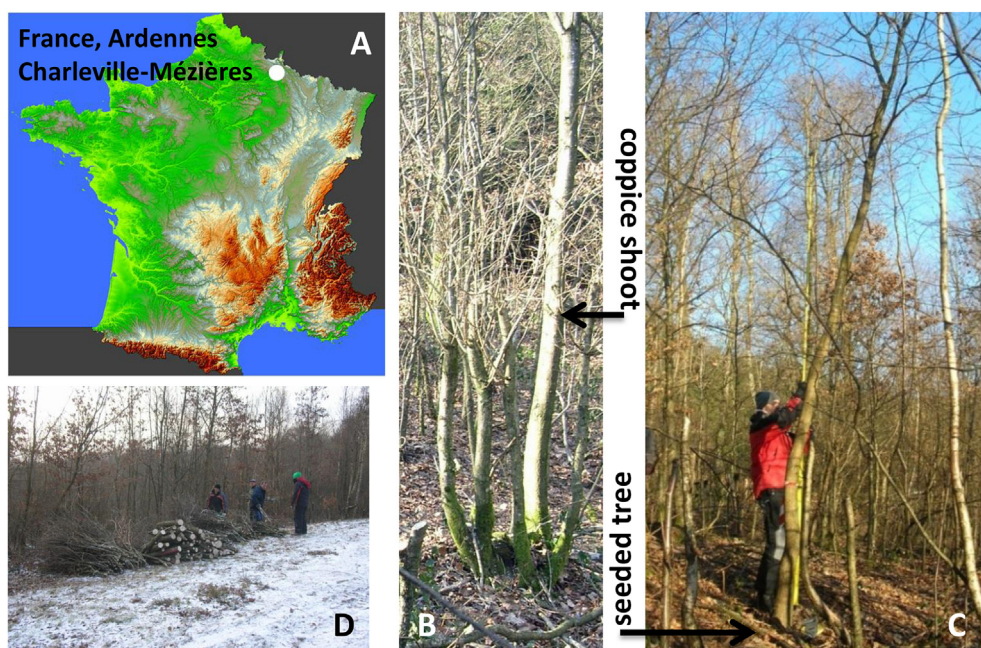 France, Ardennes
Charleville-Mézières
A
coppice shoot
seeded tree
D
B
C